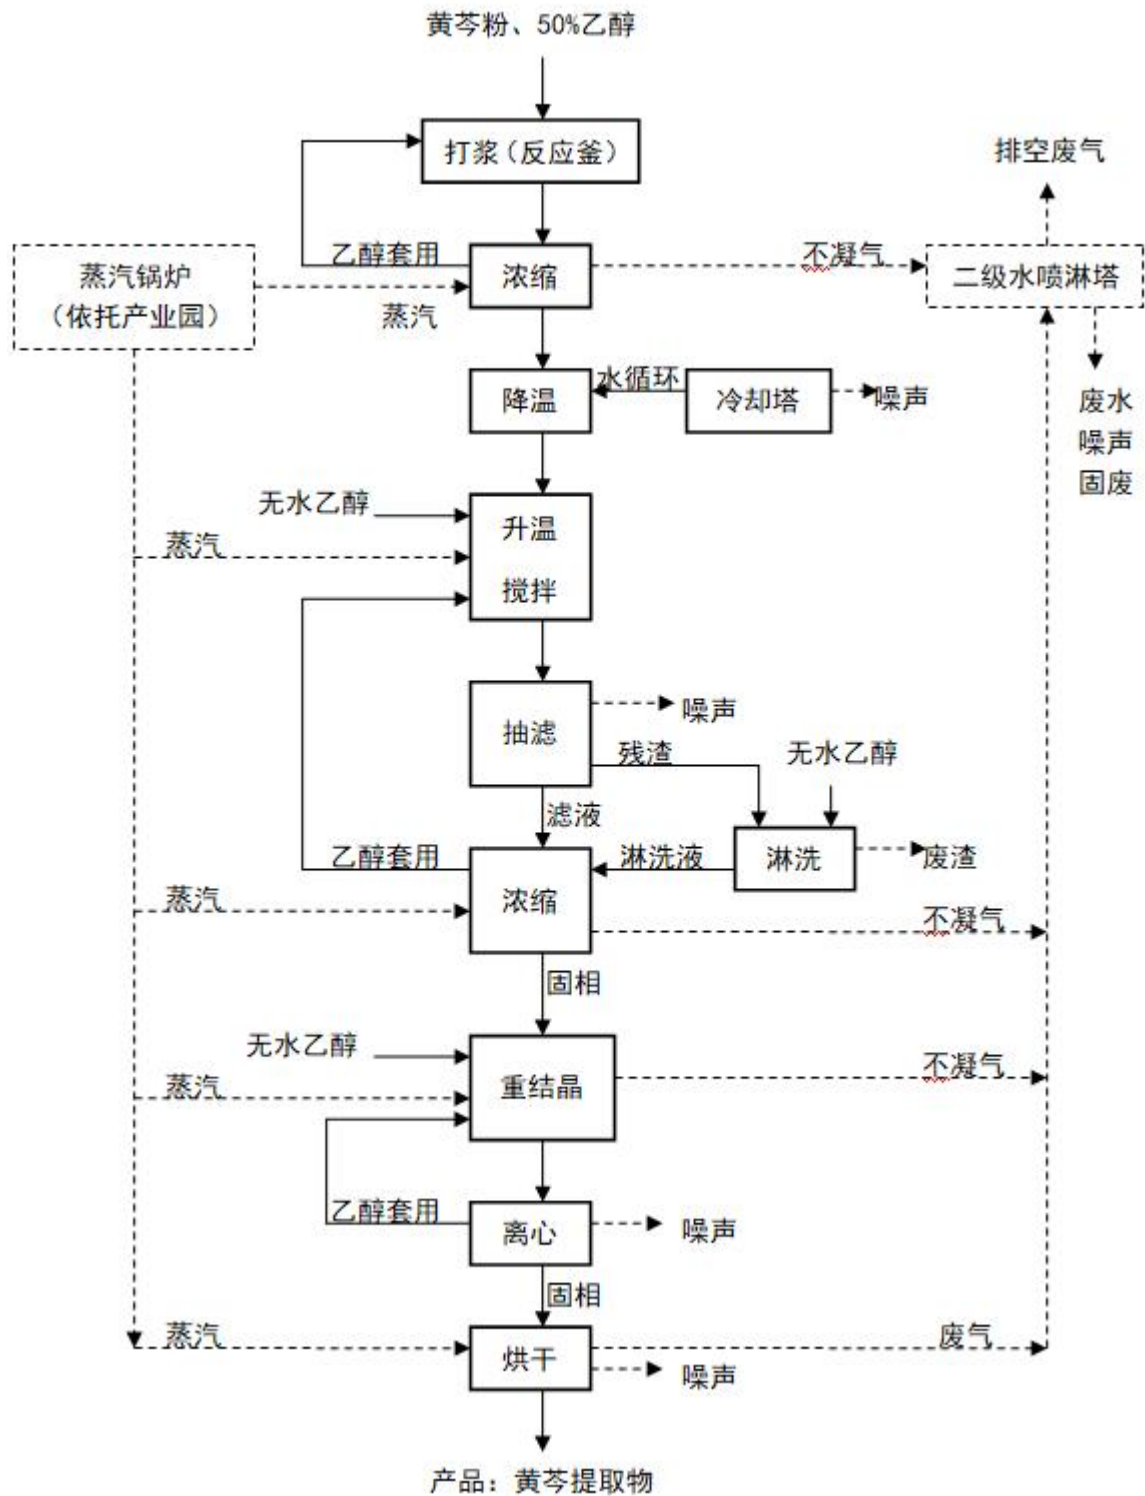 黄芩粉、50%乙醇
打浆（反应釜）
排空废气
乙醇套用
不凝气
蒸汽锅炉
（依托产业园）
浓缩
二级水喷淋塔
蒸汽
水循环
降温
冷却塔
噪声
废水
噪声
固废
无水乙醇
升温
蒸汽
搅拌
噪声
抽滤
残渣
无水乙醇
滤液
乙醇套用
淋洗液
淋洗
废渣
蒸汽
浓缩
不凝气
固相
无水乙醇
不凝气
蒸汽
重结晶
乙醇套用
离心
噪声
固相
蒸汽
烘干
废气
噪声
产品：黄芩提取物